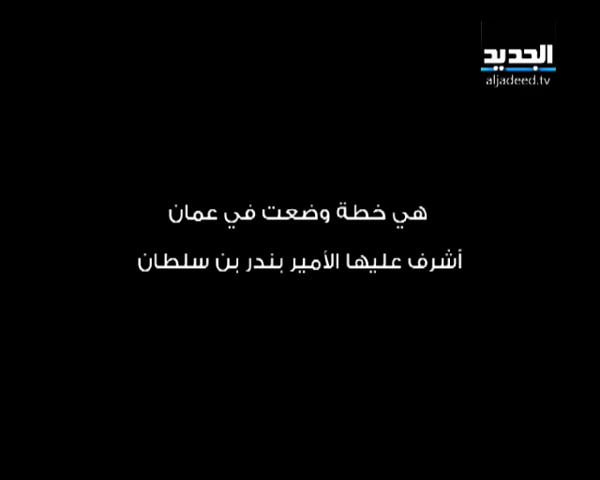 الجديد
aljadeed.tv
هي خطة وضعت في عمان
أشرف عليها الأمير بندر بن سلطان